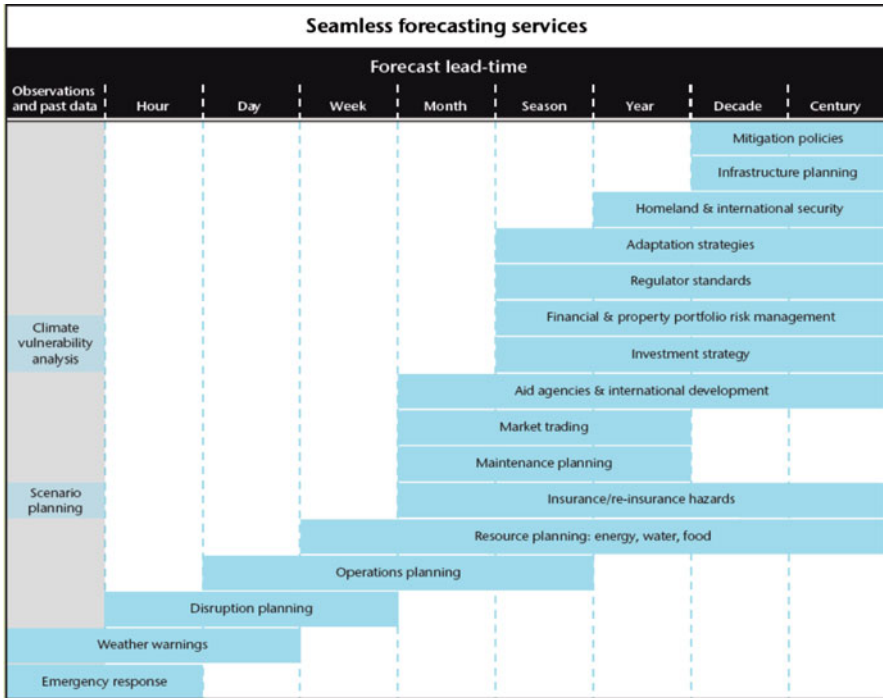 Seamless forecasting services
Forecast lead-time
Observations
and past data
Hour
Day
Week
Month
Season
Year
Decade
Century
Mitigation policies
Infrastructure planning
Homeland & international security
Adaptation strategies
Regulator standards
Financial & property portfolio risk management
Climate
vulnerability
analysis
Investment strategy
Aid agencies & international development
Market trading
Maintenance planning
Scenario
planning
Insurance/re-insurance hazards
Resource planning: energy, water, food
Operations planning
Disruption planning
Weather warnings
Emergency response